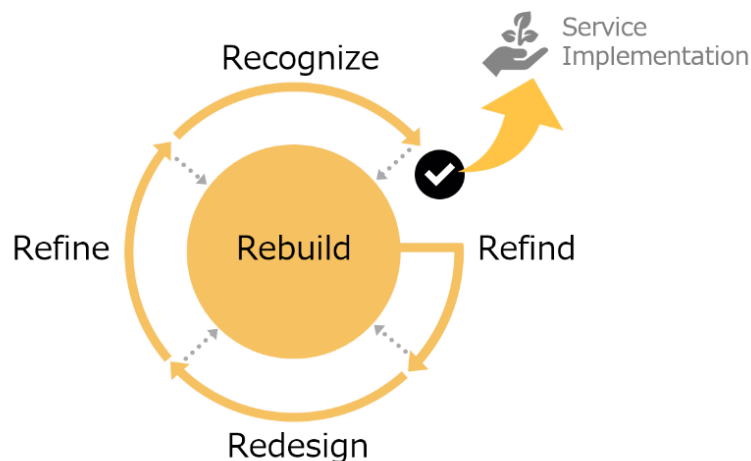 Service
Implementation
Recognize
Refine
Rebuild
Refind
Redesign